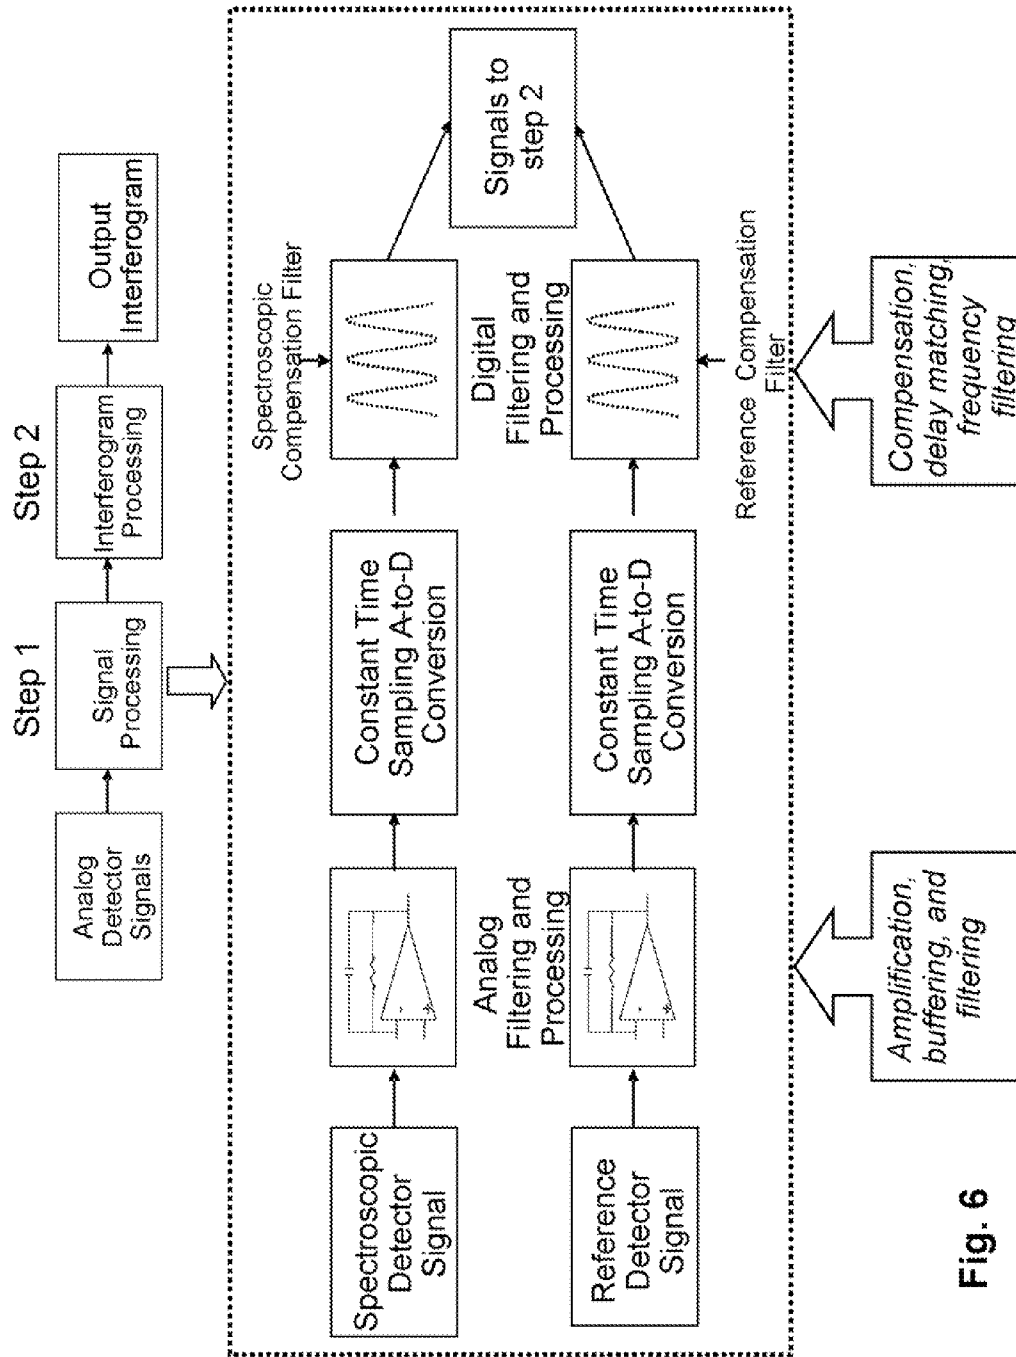 Step 1
Step 2
Analog
Detector
Signals
Signal
Processing
Interferogram
Processing
Output
Interferogram
Spectroscopic
Compensation Filter
Spectroscopic
Detector
Signal
Constant Time
Sampling A-to-D
Conversion
Signals to
step 2
Analog
Filtering and
Processing
Digital
Filtering and
Processing
Reference
Detector
Signal
Constant Time
Sampling A-to-D
Conversion
Reference Compensation
Filter
Amplification,
buffering, and
filtering
Compensation,
delay matching,
frequency
filtering
Fig. 6